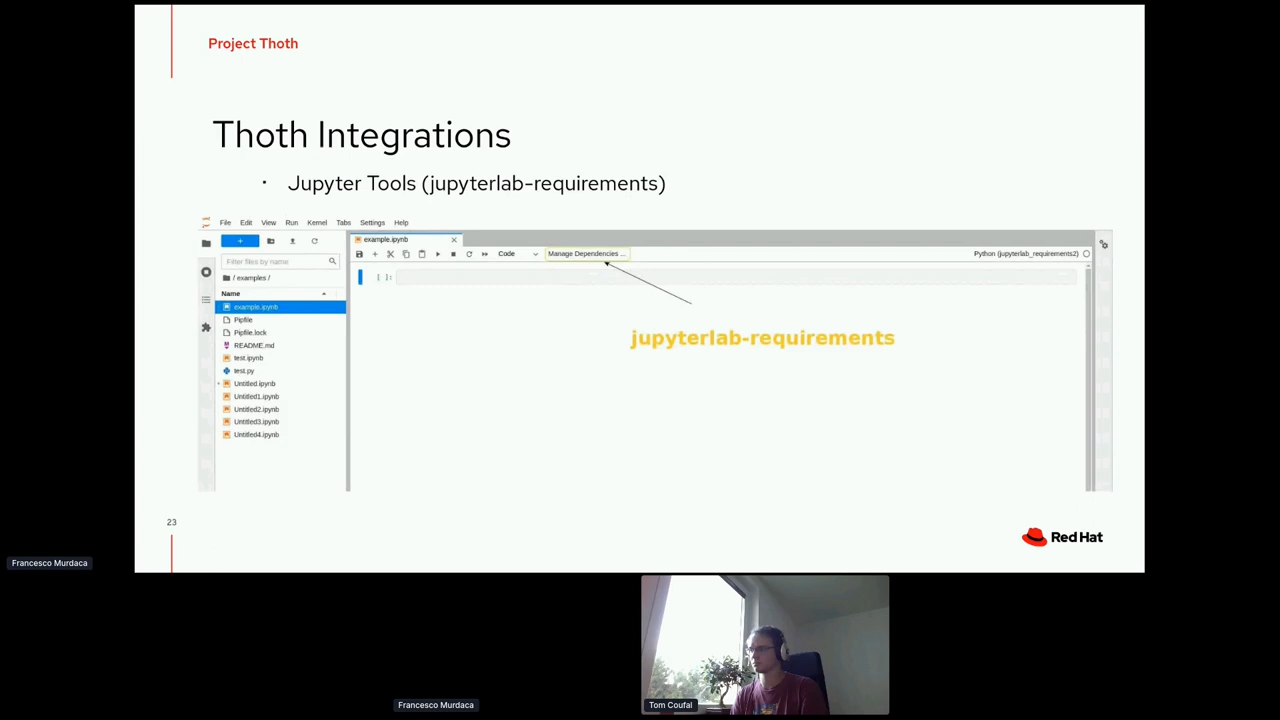 Project Thoth
Thoth Integrations
· Jupyter Tools (jupyterlab-requirements)
File Edit View Run Kernel Tabs Settings Help
+
Filter files by name
/ examples /
Name
example.ipynb
Pipfile
Pipfile.lock
README.md
test.ipynb
test.py
Untitled.ipynb
Untitled1.ipynb
Untitled2.ipynb
Untitled3.ipynb
Untitled4.ipynb
example.ipynb
Code Manage Dependencies ... Python (jupyterlab_requirements2)
[ ]:
jupyterlab-requirements
23
Red Hat
Francesco Murdaca
Francesco Murdaca
Tom Coufal